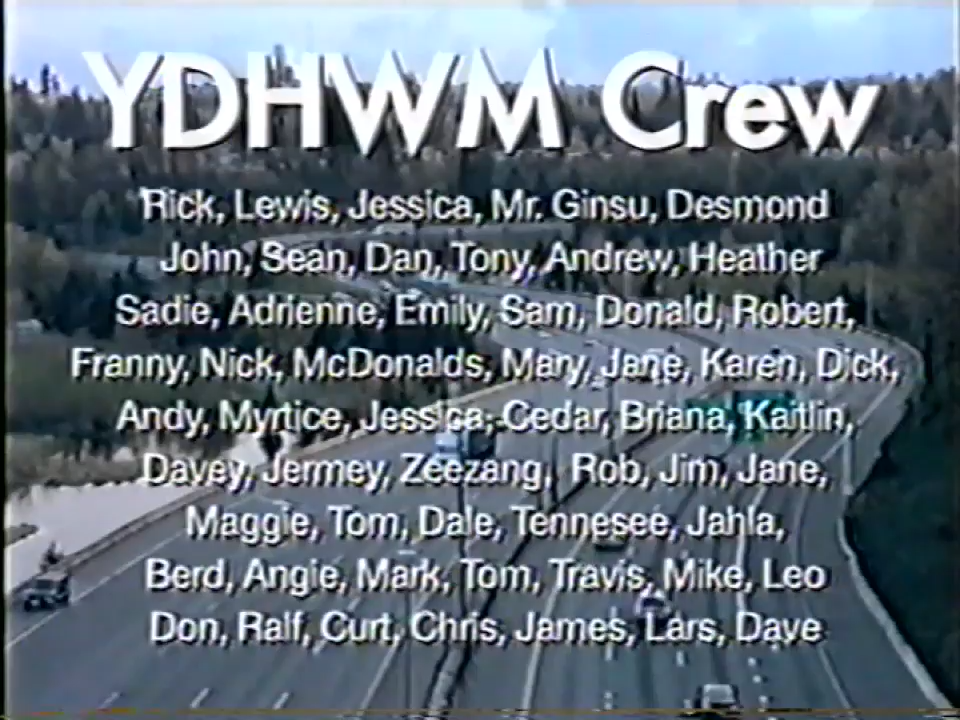 YDHWM Crew
Rick, Lewis, Jessica, Mr. Ginsu, Desmond
John, Sean, Dan, Tony, Andrew, Heather
Sadie, Adrienne, Emily, Sam, Donald, Robert,
Franny, Nick, McDonalds, Mary, Jane, Karen, Dick,
Andy, Myrtice, Jessica, Cedar, Briana, Kaitlin,
Davey, Jermey, Zeezang, Rob, Jim, Jane,
Maggie, Tom, Dale, Tennesee, Jahla,
Berd, Angie, Mark, Tom, Travis, Mike, Leo
Don, Ralf, Curt, Chris, James, Lars, Dave